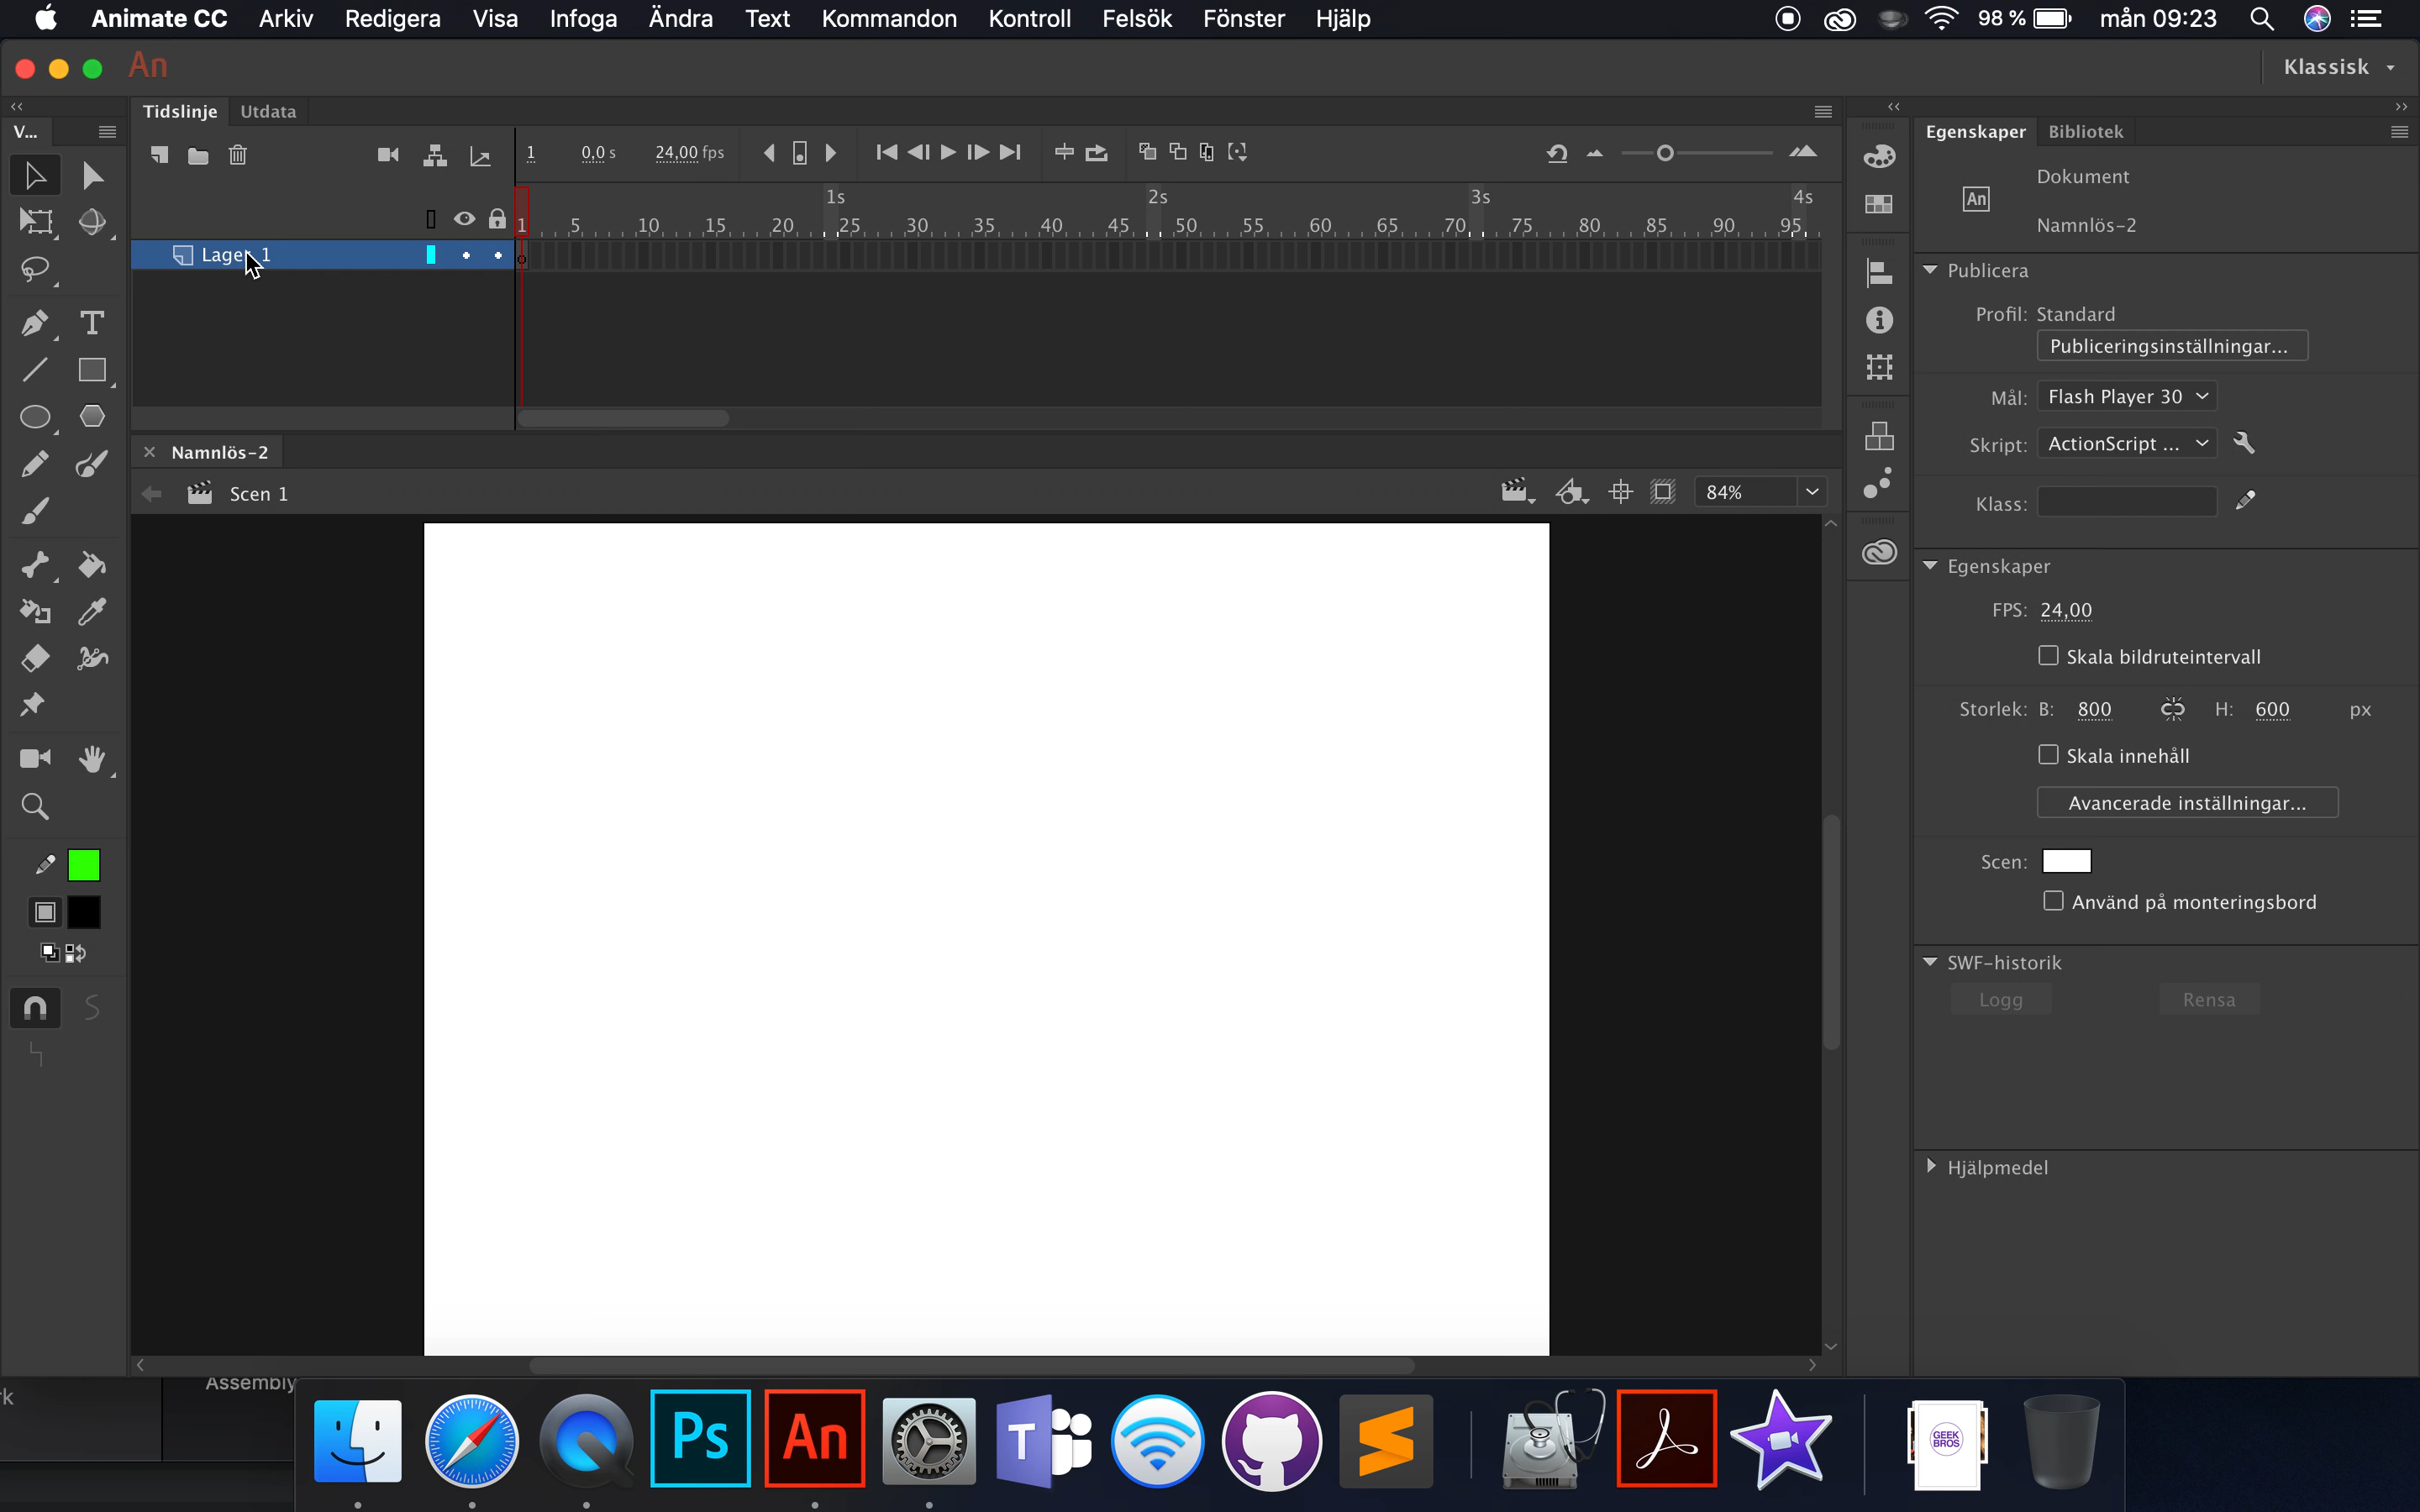 Animate CC Arkiv Redigera Visa Infoga Ändra Text Kommandon Kontroll Felsök Fönster Hjälp 98 % mån 09:23
An Klassisk
V... Tidslinje Utdata Egenskaper Bibliotek
1 0,0 s 24,00 fps
1s 2s 3s 4s
1 5 10 15 20 25 30 35 40 45 50 55 60 65 70 75 80 85 90 95
Lager 1
Namnlös-2
Scen 1 84%
An Dokument
Namnlös-2
Publicera
Profil: Standard
Publiceringsinställningar...
Mål: Flash Player 30
Skript: ActionScript ...
Klass:
Egenskaper
FPS: 24,00
Skala bildruteintervall
Storlek: B: 800 H: 600 px
Skala innehåll
Avancerade inställningar...
Scen:
Använd på monteringsbord
SWF-historik
Logg Rensa
Hjälpmedel
Assembly
Ps An T GEEK BROS